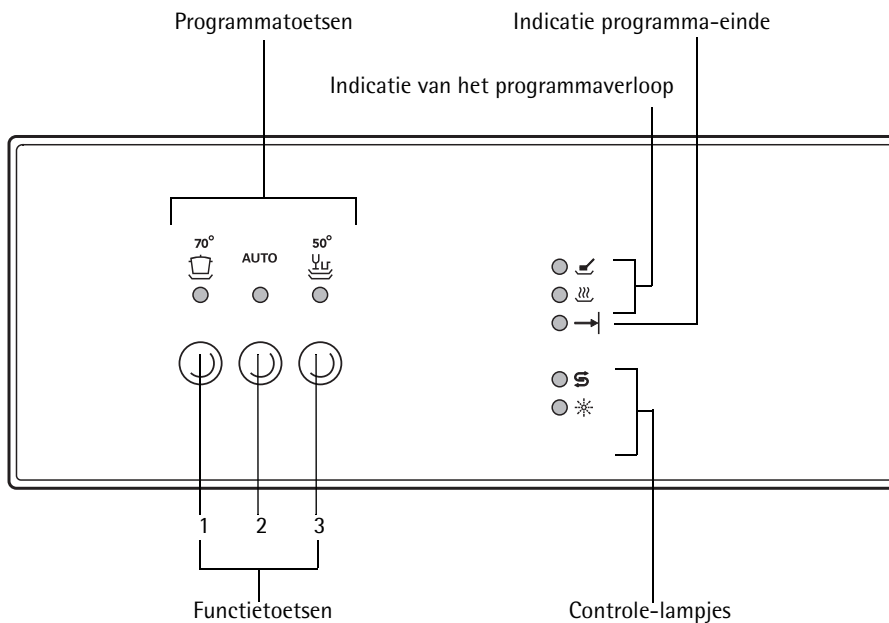 Programmatoetsen
Indicatie programma-einde
Indicatie van het programmaverloop
70° AUTO 50°
1 2 3
Functietoetsen
Controle-lampjes